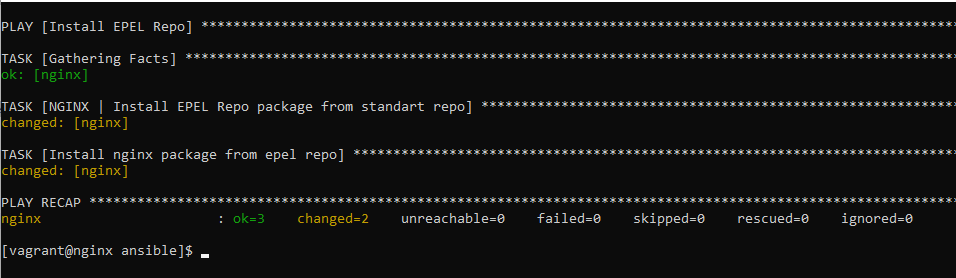 PLAY [Install EPEL Repo] ***********************************************************************************************
TASK [Gathering Facts] *************************************************************************************************
ok: [nginx]
TASK [NGINX | Install EPEL Repo package from standart repo] ************************************************************
changed: [nginx]
TASK [Install nginx package from epel repo] ****************************************************************************
changed: [nginx]
PLAY RECAP *************************************************************************************************************
nginx : ok=3 changed=2 unreachable=0 failed=0 skipped=0 rescued=0 ignored=0
[vagrant@nginx ansible]$